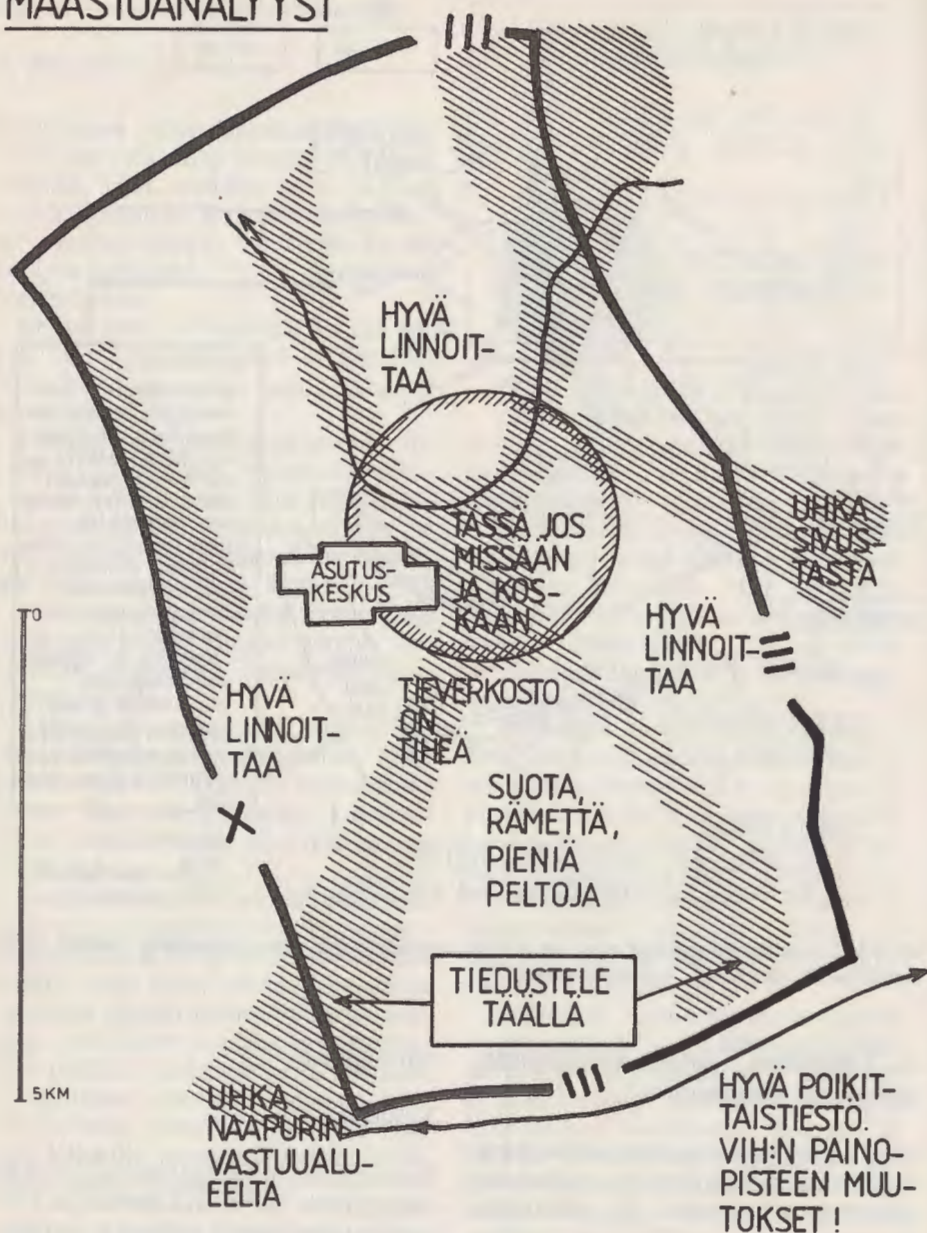 MAASTOANALYYSI
HYVÄ
LINNOIT-
TAA
TÄSSÄ JOS
MISSÄÄN
JA KOS-
KAAN
ASUTUS-
KESKUS
UHKA
SIVUS-
TASTA
0
HYVÄ
LINNOIT-
TAA
HYVÄ
LINNOIT-
TAA
TIEVERKOSTO
ON
TIHEÄ
SUOTA,
RÄMETTÄ,
PIENIÄ
PELTOJA
TIEDUSTELE
TÄÄLLÄ
5 KM
UHKA
NAAPURIN
VASTUUALU-
EELTA
HYVÄ POIKIT-
TAISTIESTÖ.
VIH:N PAINO-
PISTEEN MUU-
TOKSET !